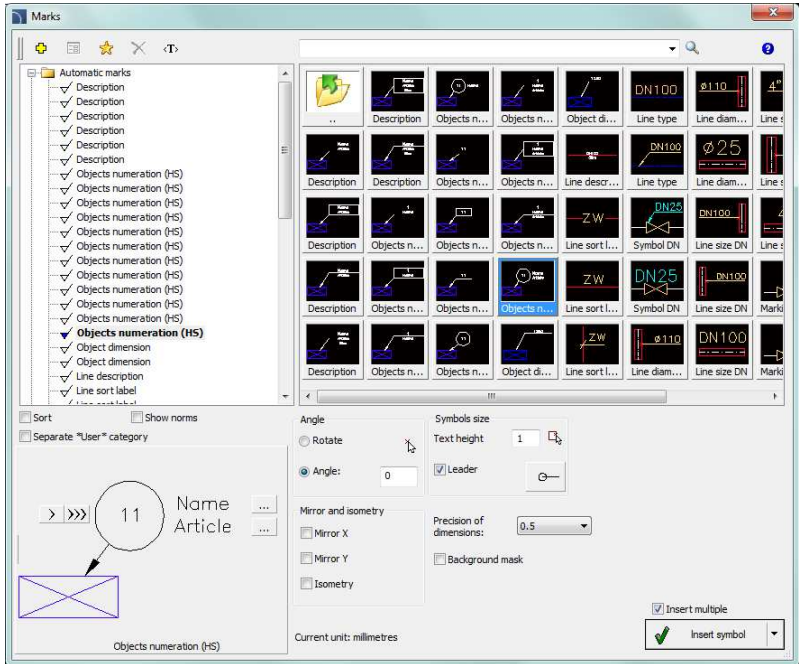 Marks
<T>
Automatic marks
Description
Description
Description
Description
Description
Description
Objects numeration (HS)
Objects numeration (HS)
Objects numeration (HS)
Objects numeration (HS)
Objects numeration (HS)
Objects numeration (HS)
Objects numeration (HS)
Objects numeration (HS)
Objects numeration (HS)
Objects numeration (HS)
Objects numeration (HS)
Objects numeration (HS)
Object dimension
Object dimension
Line description
Line sort label
DN100 ø110 4"
.. Description Objects n... Objects n... Object di... Line type Line diam... Line s
DN100 Ø25
Description Description Objects n... Objects n... Line descr... Line type Line diam... Line s
ZW DN25 DN100
Description Objects n... Objects n... Objects n... Line sort l... Symbol DN Line size DN Line s
ZW DN25 DN100
Description Objects n... Objects n... Objects n... Line sort l... Symbol DN Line size DN Marki
ZW ø110 DN100
Description Objects n... Objects n... Object di... Line sort l... Line diam... Line size DN Marki
Sort Show norms
Separate *User* category
> >>> 11 Name ...
Article ...
Objects numeration (HS)
Angle
Rotate
Angle: 0
Symbols size
Text height 1
Leader
Mirror and isometry
Mirror X
Mirror Y
Isometry
Precision of
dimensions: 0.5
Background mask
Current unit: millimetres
Insert multiple
Insert symbol